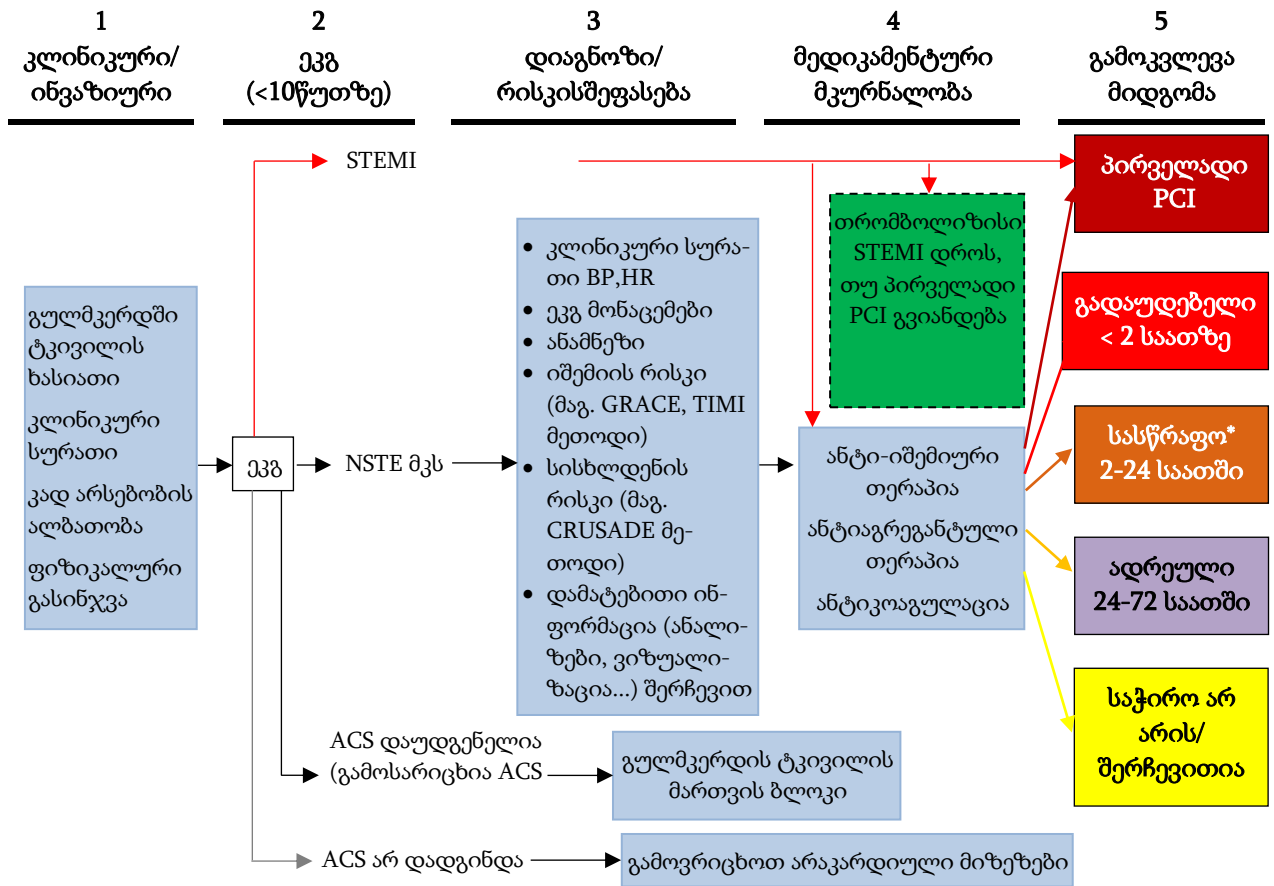 1
კლინიკური/
ინვაზიური
2
ეკგ
(<10წუთზე)
3
დიაგნოზი/
რისკისშეფასება
4
მედიკამენტური
მკურნალობა
5
გამოკვლევა
მიდგომა
STEMI
პირველადი
PCI
თრომბოლიზისი
STEMI დროს,
თუ პირველადი
PCI გვიანდება
გადაუდებელი
< 2 საათზე
გულმკერდში
ტკივილის
ხასიათი
კლინიკური
სურათი
კად არსებობის
ალბათობა
ფიზიკალური
გასინჯვა
ეკგ
NSTE მკს
• კლინიკური სურა-
თი BP,HR
• ეკგ მონაცემები
• ანამნეზი
• იშემიის რისკი
(მაგ. GRACE, TIMI
მეთოდი)
• სისხლდენის
რისკი (მაგ.
CRUSADE მე-
თოდი)
• დამატებითი ინ-
ფორმაცია (ანალი-
ზები, ვიზუალი-
ზაცია...) შერჩევით
ანტი-იშემიური
თერაპია
ანტიაგრეგანტული
თერაპია
ანტიკოაგულაცია
სასწრაფო*
2-24 საათში
ადრეული
24-72 საათში
საჭირო არ
არის/
შერჩევითია
ACS დაუდგენელია
(გამოსარიცხია ACS
გულმკერდის ტკივილის
მართვის ბლოკი
ACS არ დადგინდა
გამოვრიცხოთ არაკარდიული მიზეზები